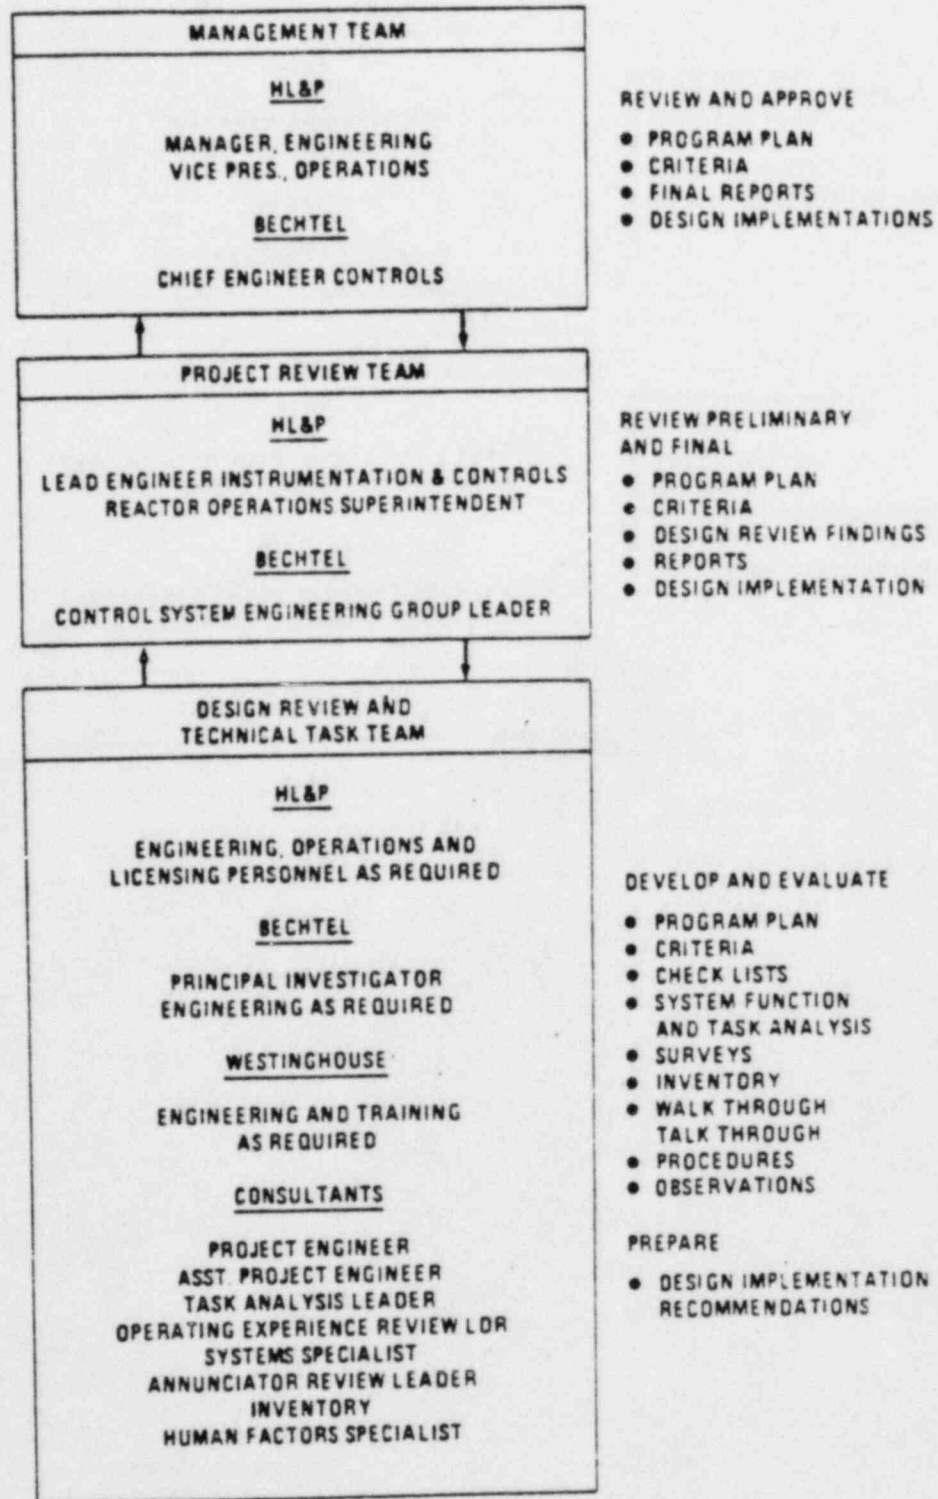 MANAGEMENT TEAM
HL&P
MANAGER, ENGINEERING
VICE PRES., OPERATIONS
BECHTEL
CHIEF ENGINEER CONTROLS
REVIEW AND APPROVE
● PROGRAM PLAN
● CRITERIA
● FINAL REPORTS
● DESIGN IMPLEMENTATIONS
PROJECT REVIEW TEAM
HL&P
LEAD ENGINEER INSTRUMENTATION & CONTROLS
REACTOR OPERATIONS SUPERINTENDENT
BECHTEL
CONTROL SYSTEM ENGINEERING GROUP LEADER
REVIEW PRELIMINARY
AND FINAL
● PROGRAM PLAN
● CRITERIA
● DESIGN REVIEW FINDINGS
● REPORTS
● DESIGN IMPLEMENTATION
DESIGN REVIEW AND
TECHNICAL TASK TEAM
HL&P
ENGINEERING, OPERATIONS AND
LICENSING PERSONNEL AS REQUIRED
BECHTEL
PRINCIPAL INVESTIGATOR
ENGINEERING AS REQUIRED
WESTINGHOUSE
ENGINEERING AND TRAINING
AS REQUIRED
CONSULTANTS
PROJECT ENGINEER
ASST. PROJECT ENGINEER
TASK ANALYSIS LEADER
OPERATING EXPERIENCE REVIEW LDR
SYSTEMS SPECIALIST
ANNUNCIATOR REVIEW LEADER
INVENTORY
HUMAN FACTORS SPECIALIST
DEVELOP AND EVALUATE
● PROGRAM PLAN
● CRITERIA
● CHECK LISTS
● SYSTEM FUNCTION
AND TASK ANALYSIS
● SURVEYS
● INVENTORY
● WALK THROUGH
TALK THROUGH
● PROCEDURES
● OBSERVATIONS
PREPARE
● DESIGN IMPLEMENTATION
RECOMMENDATIONS